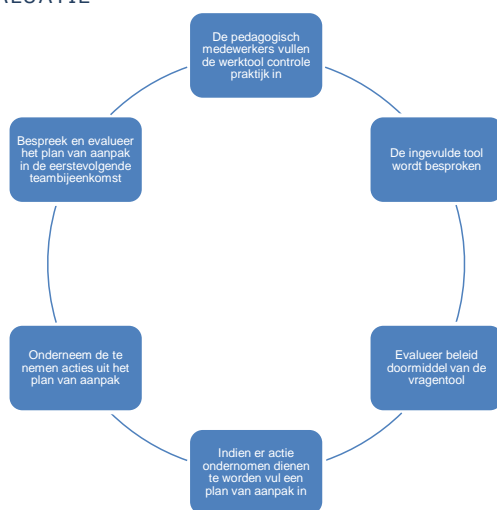 De pedagogisch
medewerkers vullen
de werktool controle
praktijk in
De ingevulde tool
wordt besproken
Evalueer beleid
doormiddel van de
vragentool
Indien er actie
ondernomen dienen
te worden vul een
plan van aanpak in
Onderneem de te
nemen acties uit het
plan van aanpak
Bespreek en evalueer
het plan van aanpak
in de eerstevolgende
teambijeenkomst